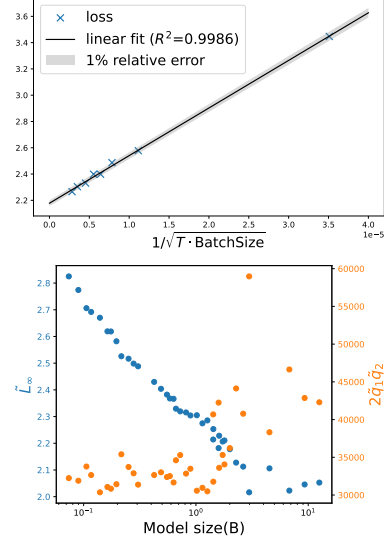 3.6
3.4
3.2
3.0
2.8
2.6
2.4
2.2
loss
linear fit (R²=0.9986)
1% relative error
0.0 0.5 1.0 1.5 2.0 2.5 3.0 3.5 4.0
1e−5
1/√T · BatchSize
2.8
2.7
2.6
2.5
2.4
2.3
2.2
2.1
2.0
L̃∞
60000
55000
50000
45000
40000
35000
30000
2q̃₁q̃₂
10⁻¹ 10⁰ 10¹
Model size(B)